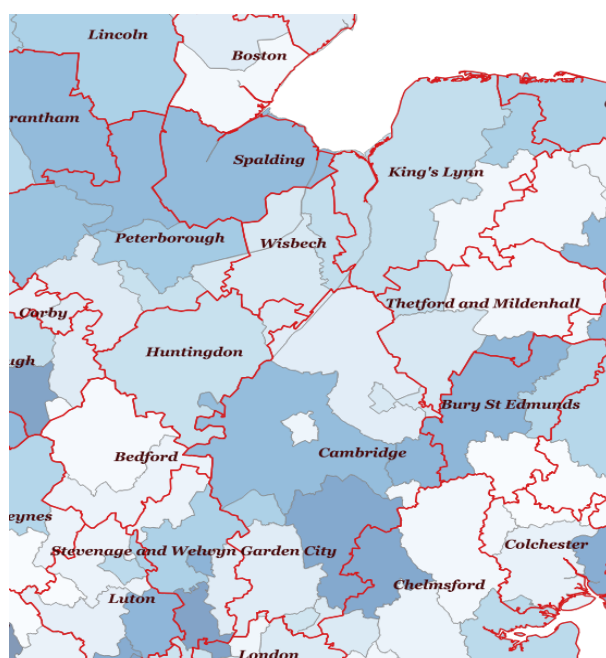 Lincoln
Boston
rantham
Spalding
King's Lynn
Peterborough
Wisbech
Corby
Thetford and Mildenhall
ugh
Huntingdon
Bury St Edmunds
Bedford
Cambridge
eynes
Stevenage and Welwyn Garden City
Colchester
Luton
Chelmsford
London